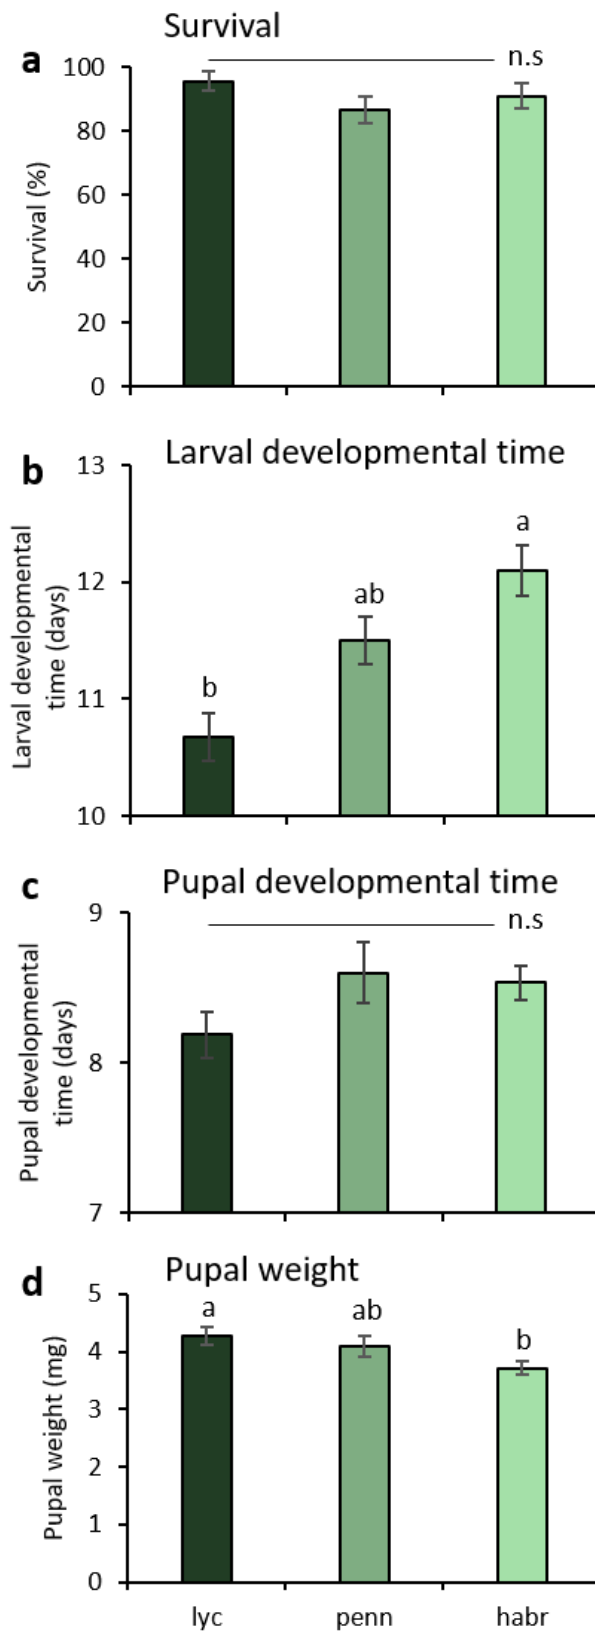 Survival
a
n.s
100
80
60
40
20
0
Survival (%)
b
Larval developmental time
13
12
11
10
Larval developmental
time (days)
b
ab
a
c
Pupal developmental time
9
8
7
Pupal developmental
time (days)
n.s
d
Pupal weight
5
4
3
2
1
0
Pupal weight (mg)
a
ab
b
lyc
penn
habr